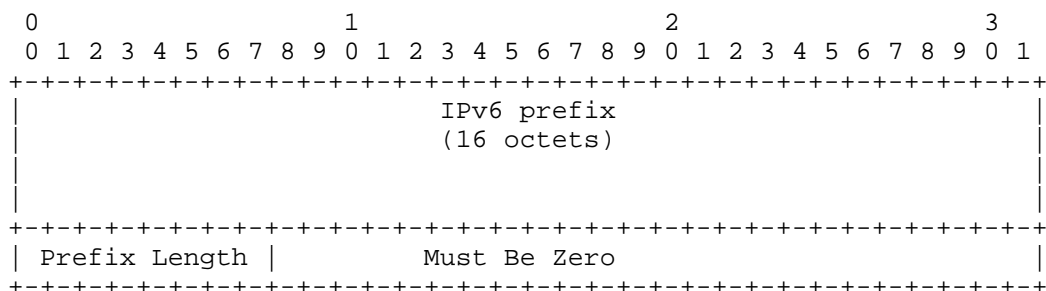 0                   1                   2                   3
0 1 2 3 4 5 6 7 8 9 0 1 2 3 4 5 6 7 8 9 0 1 2 3 4 5 6 7 8 9 0 1
+-+-+-+-+-+-+-+-+-+-+-+-+-+-+-+-+-+-+-+-+-+-+-+-+-+-+-+-+-+-+-+-+
|                          IPv6 prefix                          |
|                          (16 octets)                          |
|                                                               |
|                                                               |
+-+-+-+-+-+-+-+-+-+-+-+-+-+-+-+-+-+-+-+-+-+-+-+-+-+-+-+-+-+-+-+-+
| Prefix Length |         Must Be Zero                          |
+-+-+-+-+-+-+-+-+-+-+-+-+-+-+-+-+-+-+-+-+-+-+-+-+-+-+-+-+-+-+-+-+